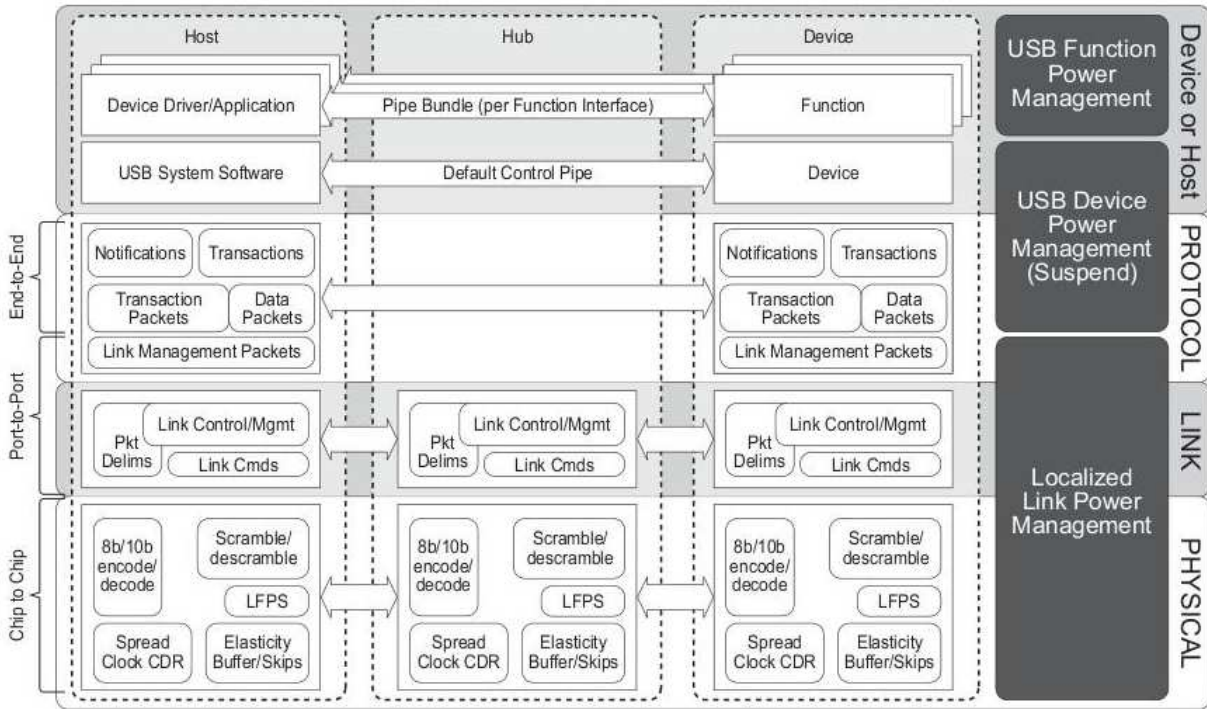 Host
Hub
Device
Device Driver/Application
Pipe Bundle (per Function Interface)
Function
USB System Software
Default Control Pipe
Device
Notifications
Transactions
Transaction
Packets
Data
Packets
Link Management Packets
Notifications
Transactions
Transaction
Packets
Data
Packets
Link Management Packets
Pkt
Delims
Link Control/Mgmt
Link Cmds
Pkt
Delims
Link Control/Mgmt
Link Cmds
Pkt
Delims
Link Control/Mgmt
Link Cmds
8b/10b
encode/
decode
Scramble/
descramble
LFPS
Spread
Clock CDR
Elasticity
Buffer/Skips
8b/10b
encode/
decode
Scramble/
descramble
LFPS
Spread
Clock CDR
Elasticity
Buffer/Skips
8b/10b
encode/
decode
Scramble/
descramble
LFPS
Spread
Clock CDR
Elasticity
Buffer/Skips
End-to-End
Port-to-Port
Chip to Chip
USB Function
Power
Management
USB Device
Power
Management
(Suspend)
Localized
Link Power
Management
Device or Host
PROTOCOL
LINK
PHYSICAL